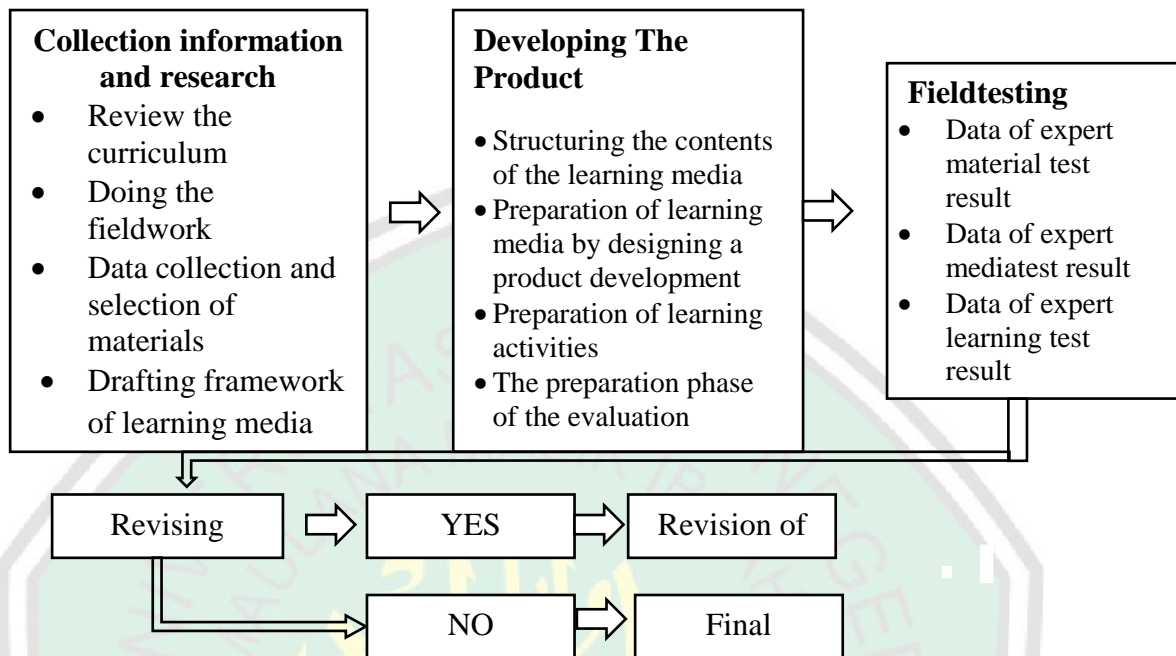 Collection information
and research
• Review the
curriculum
• Doing the
fieldwork
• Data collection and
selection of
materials
• Drafting framework
of learning media
Developing The
Product
• Structuring the contents
of the learning media
• Preparation of learning
media by designing a
product development
• Preparation of learning
activities
• The preparation phase
of the evaluation
Fieldtesting
• Data of expert
material test
result
• Data of expert
mediatest result
• Data of expert
learning test
result
Revising
YES
Revision of
NO
Final